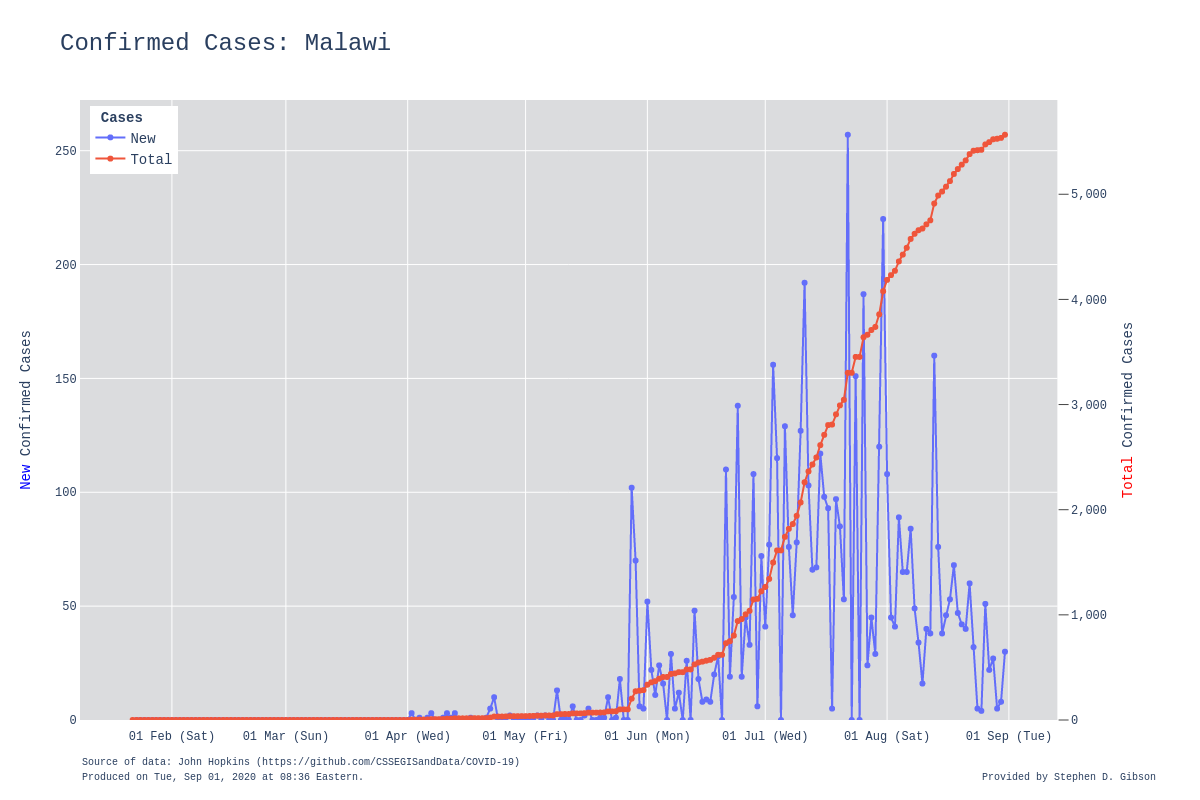 Confirmed Cases: Malawi
Cases
New
Total
250
200
150
100
50
0
5,000
4,000
3,000
2,000
1,000
0
New Confirmed Cases
Total Confirmed Cases
01 Feb (Sat) 01 Mar (Sun) 01 Apr (Wed) 01 May (Fri) 01 Jun (Mon) 01 Jul (Wed) 01 Aug (Sat) 01 Sep (Tue)
Source of data: John Hopkins (https://github.com/CSSEGISandData/COVID-19)
Produced on Tue, Sep 01, 2020 at 08:36 Eastern.
Provided by Stephen D. Gibson